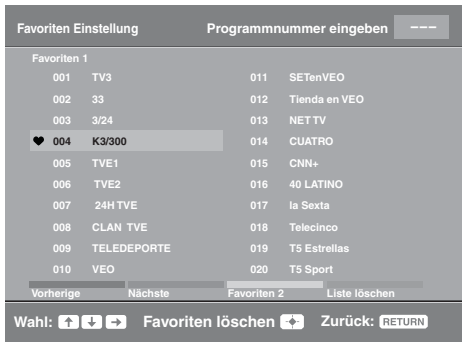 Favoriten Einstellung Programmnummer eingeben ---
Favoriten 1
001 TV3 011 SETenVEO
002 33 012 Tienda en VEO
003 3/24 013 NET TV
004 K3/300 014 CUATRO
005 TVE1 015 CNN+
006 TVE2 016 40 LATINO
007 24H TVE 017 la Sexta
008 CLAN TVE 018 Telecinco
009 TELEDEPORTE 019 T5 Estrellas
010 VEO 020 T5 Sport
Vorherige Nächste Favoriten 2 Liste löschen
Wahl: Favoriten löschen Zurück: RETURN